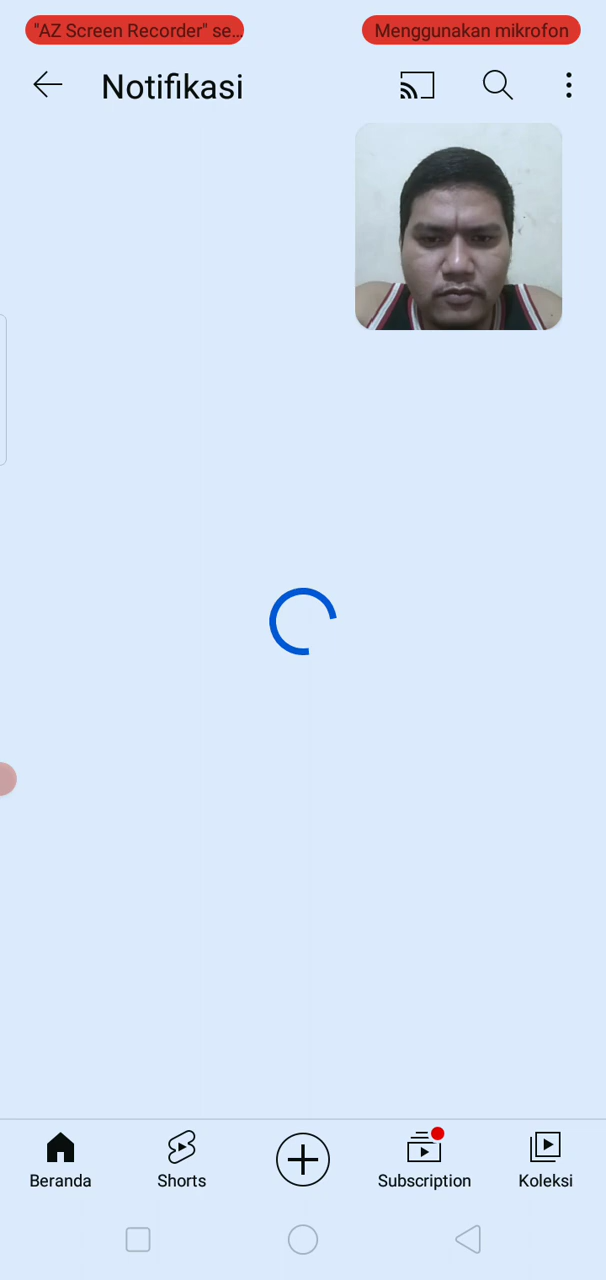 "AZ Screen Recorder" se…
Menggunakan mikrofon
Notifikasi
Beranda
Shorts
Subscription
Koleksi